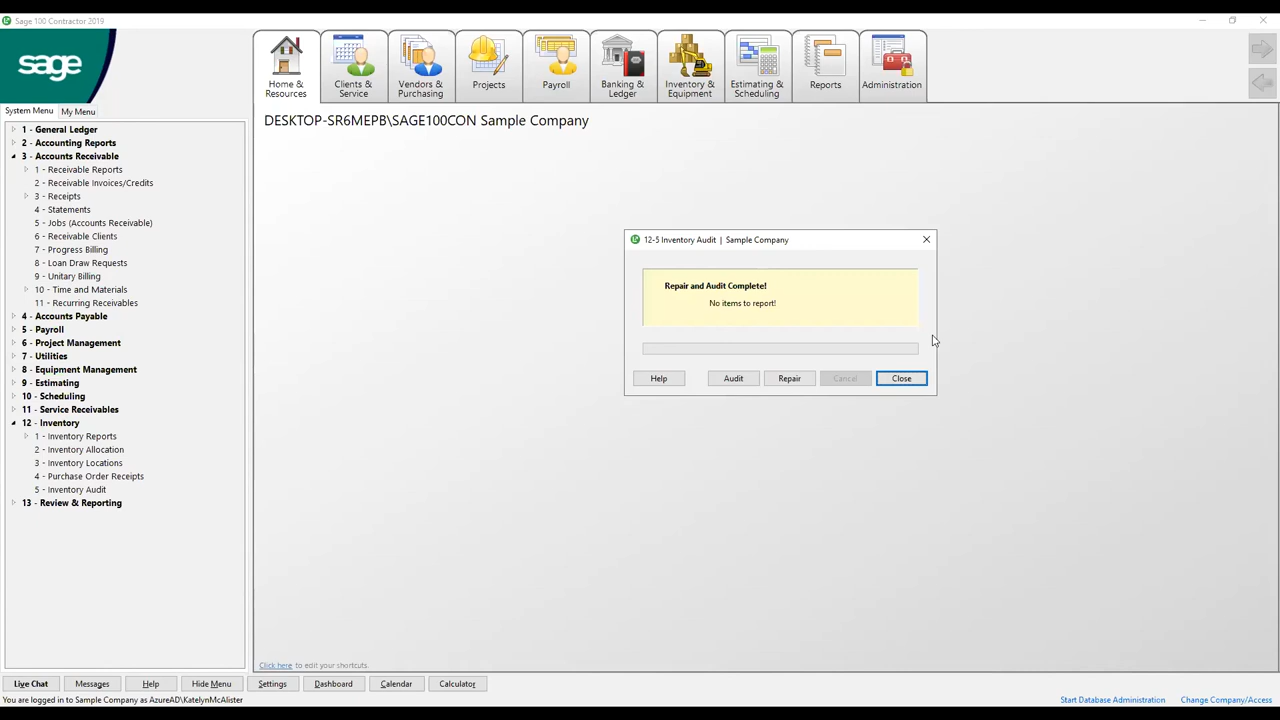 Sage 100 Contractor 2019
sage
Home & Resources
Clients & Service
Vendors & Purchasing
Projects
Payroll
Banking & Ledger
Inventory & Equipment
Estimating & Scheduling
Reports
Administration
System Menu
My Menu
DESKTOP-SR6MEPB\SAGE100CON Sample Company
1 - General Ledger
2 - Accounting Reports
3 - Accounts Receivable
1 - Receivable Reports
2 - Receivable Invoices/Credits
3 - Receipts
4 - Statements
5 - Jobs (Accounts Receivable)
6 - Receivable Clients
7 - Progress Billing
8 - Loan Draw Requests
9 - Unitary Billing
10 - Time and Materials
11 - Recurring Receivables
4 - Accounts Payable
5 - Payroll
6 - Project Management
7 - Utilities
8 - Equipment Management
9 - Estimating
10 - Scheduling
11 - Service Receivables
12 - Inventory
1 - Inventory Reports
2 - Inventory Allocation
3 - Inventory Locations
4 - Purchase Order Receipts
5 - Inventory Audit
13 - Review & Reporting
12-5 Inventory Audit | Sample Company
Repair and Audit Complete!
No items to report!
Help
Audit
Repair
Cancel
Close
Click here to edit your shortcuts.
Live Chat
Messages
Help
Hide Menu
Settings
Dashboard
Calendar
Calculator
You are logged in to Sample Company as AzureAD\KatelynMcAlister
Start Database Administration
Change Company/Access